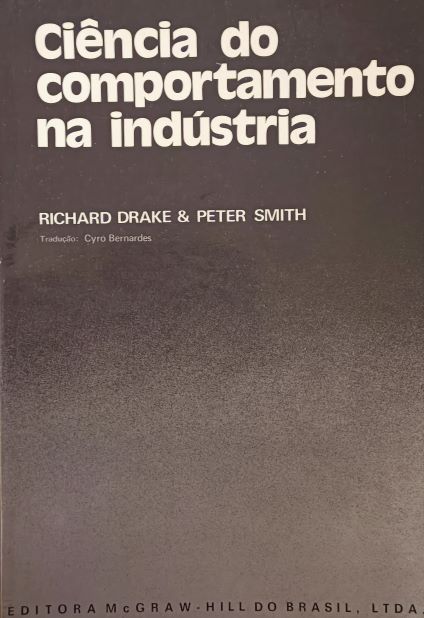 Ciência do
comportamento
na indústria
RICHARD DRAKE & PETER SMITH
Tradução: Cyro Bernardes
EDITORA McGRAW-HILL DO BRASIL, LTDA.